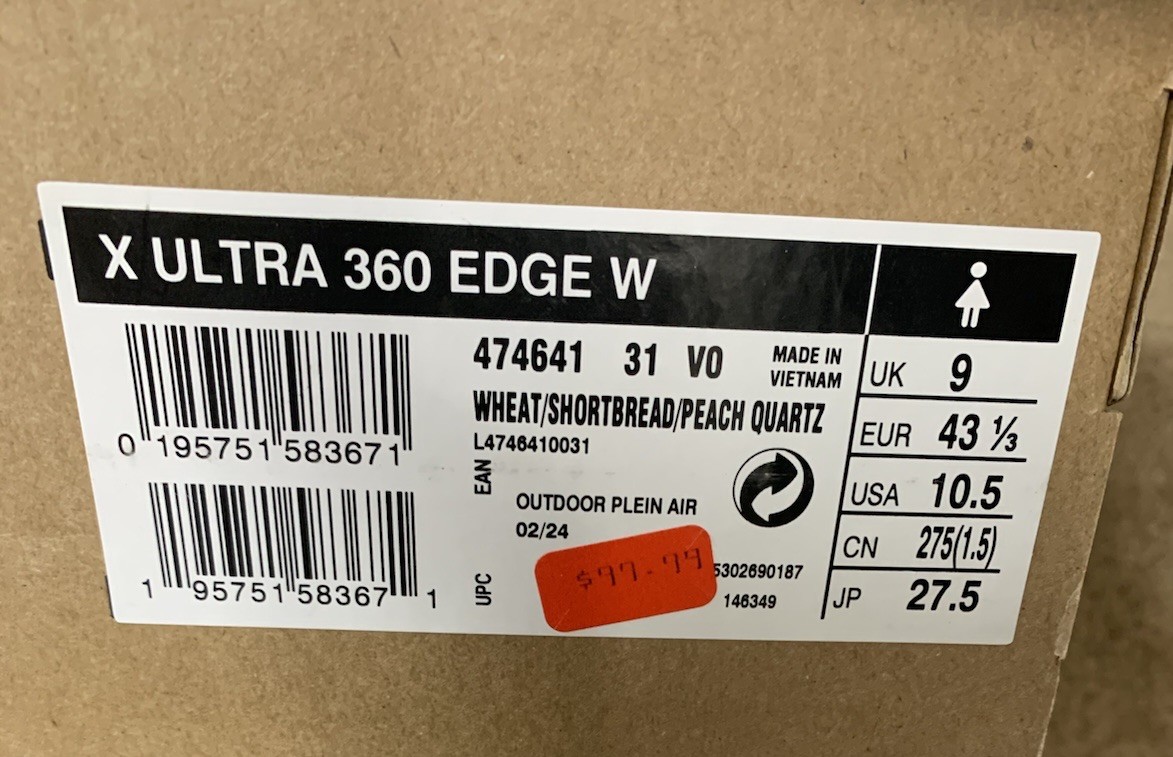 X ULTRA 360 EDGE W
474641 31 V0
MADE IN
VIETNAM
WHEAT/SHORTBREAD/PEACH QUARTZ
L4746410031
0 195751 583671
EAN
OUTDOOR PLEIN AIR
02/24
$97.99
5302690187
146349
1 95751 58367 1
UPC
UK 9
EUR 43 ⅓
USA 10.5
CN 275(1.5)
JP 27.5